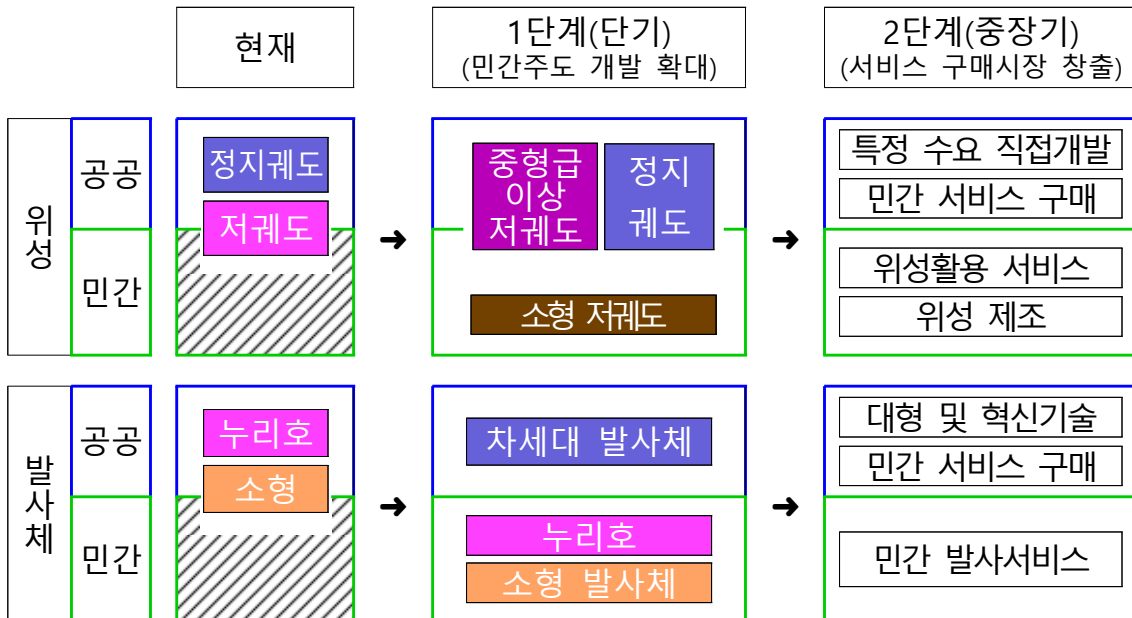 현재
1단계(단기)
(민간주도 개발 확대)
2단계(중장기)
(서비스 구매시장 창출)
위성
공공
정지궤도
저궤도
중형급
이상
저궤도
정지
궤도
특정 수요 직접개발
민간 서비스 구매
➜
➜
민간
소형 저궤도
위성활용 서비스
위성 제조
발사체
공공
누리호
소형
차세대 발사체
대형 및 혁신기술
민간 서비스 구매
➜
➜
민간
누리호
소형 발사체
민간 발사서비스